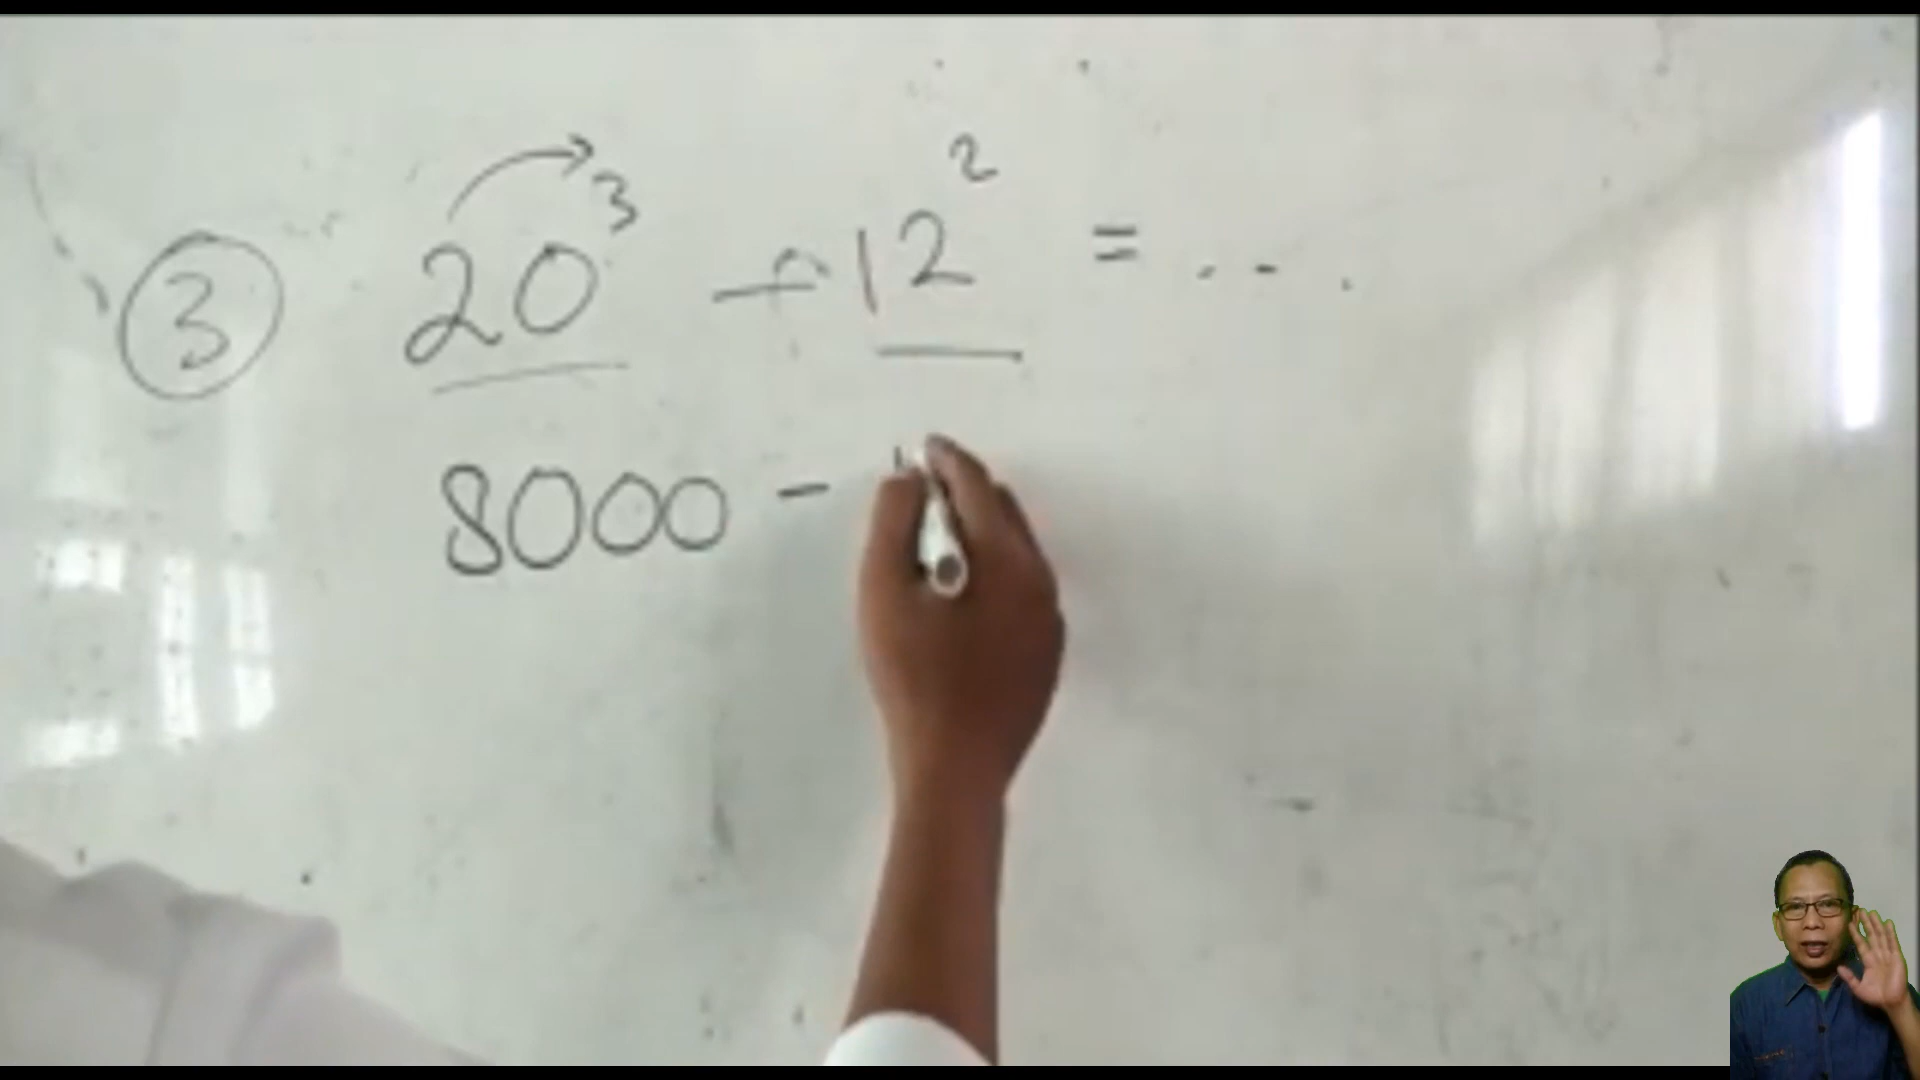 ③ 20³ - 12² = . . .
8000 -